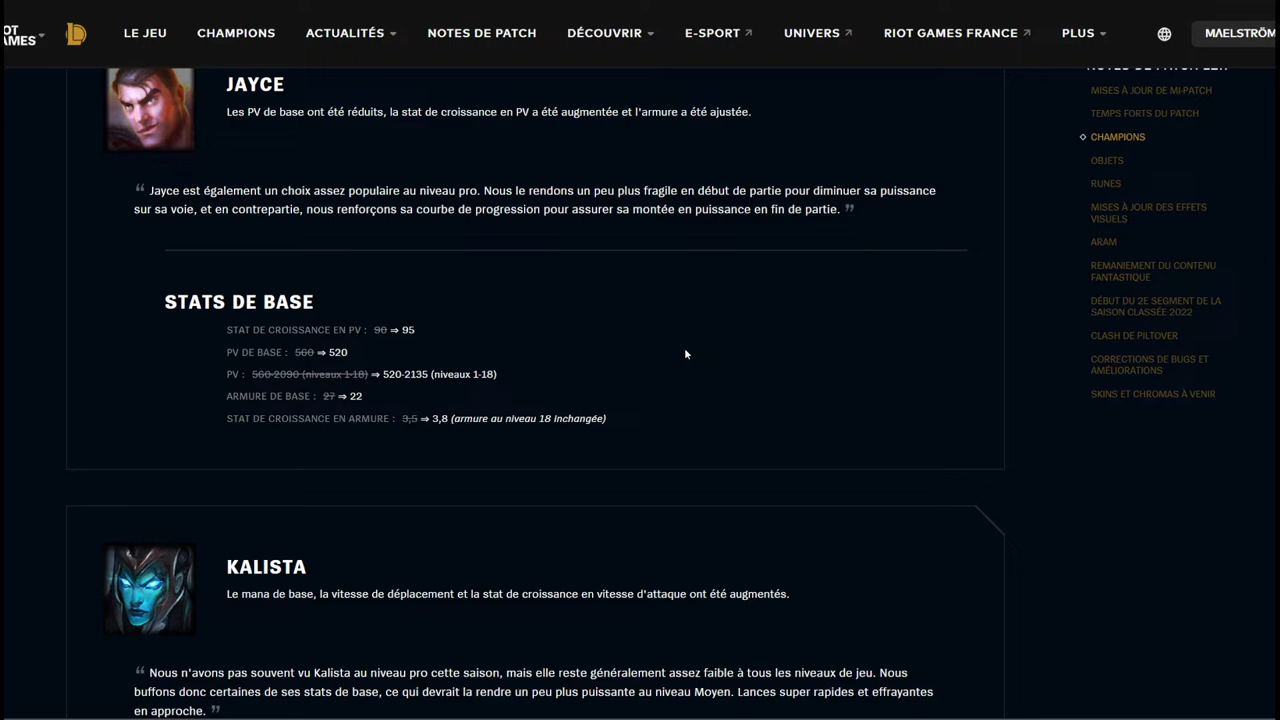 LE JEU CHAMPIONS ACTUALITÉS NOTES DE PATCH DÉCOUVRIR E-SPORT UNIVERS RIOT GAMES FRANCE PLUS
JAYCE
Les PV de base ont été réduits, la stat de croissance en PV a été augmentée et l'armure a été ajustée.
“ Jayce est également un choix assez populaire au niveau pro. Nous le rendons un peu plus fragile en début de partie pour diminuer sa puissance
sur sa voie, et en contrepartie, nous renforçons sa courbe de progression pour assurer sa montée en puissance en fin de partie. ”
STATS DE BASE
STAT DE CROISSANCE EN PV : 90 ⇒ 95
PV DE BASE : 560 ⇒ 520
PV : 560-2090 (niveaux 1-18) ⇒ 520-2135 (niveaux 1-18)
ARMURE DE BASE : 27 ⇒ 22
STAT DE CROISSANCE EN ARMURE : 3,5 ⇒ 3,8 (armure au niveau 18 inchangée)
KALISTA
Le mana de base, la vitesse de déplacement et la stat de croissance en vitesse d'attaque ont été augmentés.
“ Nous n'avons pas souvent vu Kalista au niveau pro cette saison, mais elle reste généralement assez faible à tous les niveaux de jeu. Nous
buffons donc certaines de ses stats de base, ce qui devrait la rendre un peu plus puissante au niveau Moyen. Lances super rapides et effrayantes
en approche. ”
MISES À JOUR DE MI-PATCH
TEMPS FORTS DU PATCH
CHAMPIONS
OBJETS
RUNES
MISES À JOUR DES EFFETS
VISUELS
ARAM
REMANIEMENT DU CONTENU
FANTASTIQUE
DÉBUT DU 2E SEGMENT DE LA
SAISON CLASSÉE 2022
CLASH DE PILTOVER
CORRECTIONS DE BUGS ET
AMÉLIORATIONS
SKINS ET CHROMAS À VENIR